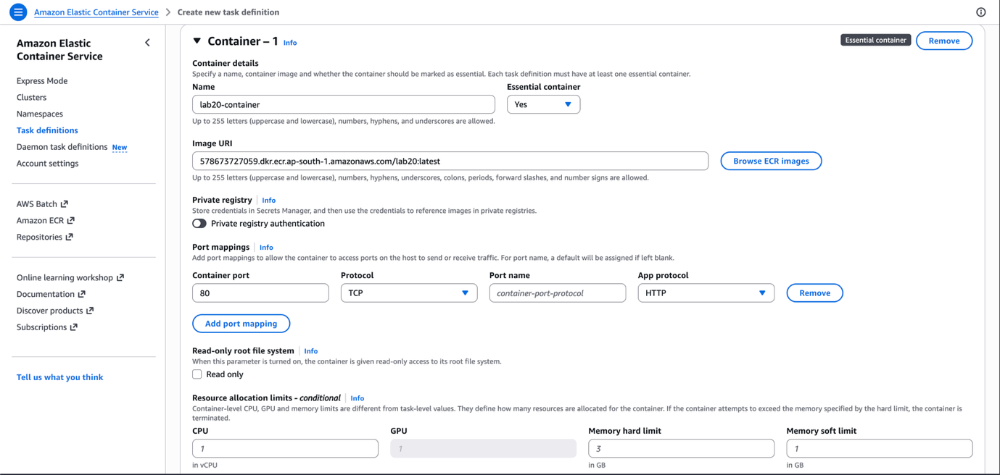 Amazon Elastic Container Service > Create new task definition
Amazon Elastic
Container Service
Express Mode
Clusters
Namespaces
Task definitions
Daemon task definitions New
Account settings
AWS Batch
Amazon ECR
Repositories
Online learning workshop
Documentation
Discover products
Subscriptions
Tell us what you think
Container – 1 Info
Essential container Remove
Container details
Specify a name, container image and whether the container should be marked as essential. Each task definition must have at least one essential container.
Name Essential container
lab20-container Yes
Up to 255 letters (uppercase and lowercase), numbers, hyphens, and underscores are allowed.
Image URI
578673727059.dkr.ecr.ap-south-1.amazonaws.com/lab20:latest Browse ECR images
Up to 255 letters (uppercase and lowercase), numbers, hyphens, underscores, colons, periods, forward slashes, and number signs are allowed.
Private registry Info
Store credentials in Secrets Manager, and then use the credentials to reference images in private registries.
Private registry authentication
Port mappings Info
Add port mappings to allow the container to access ports on the host to send or receive traffic. For port name, a default will be assigned if left blank.
Container port Protocol Port name App protocol
80 TCP container-port-protocol HTTP Remove
Add port mapping
Read-only root file system Info
When this parameter is turned on, the container is given read-only access to its root file system.
Read only
Resource allocation limits - conditional Info
Container-level CPU, GPU and memory limits are different from task-level values. They define how many resources are allocated for the container. If the container attempts to exceed the memory specified by the hard limit, the container is
terminated.
CPU GPU Memory hard limit Memory soft limit
1 1 3 1
in vCPU in GB in GB